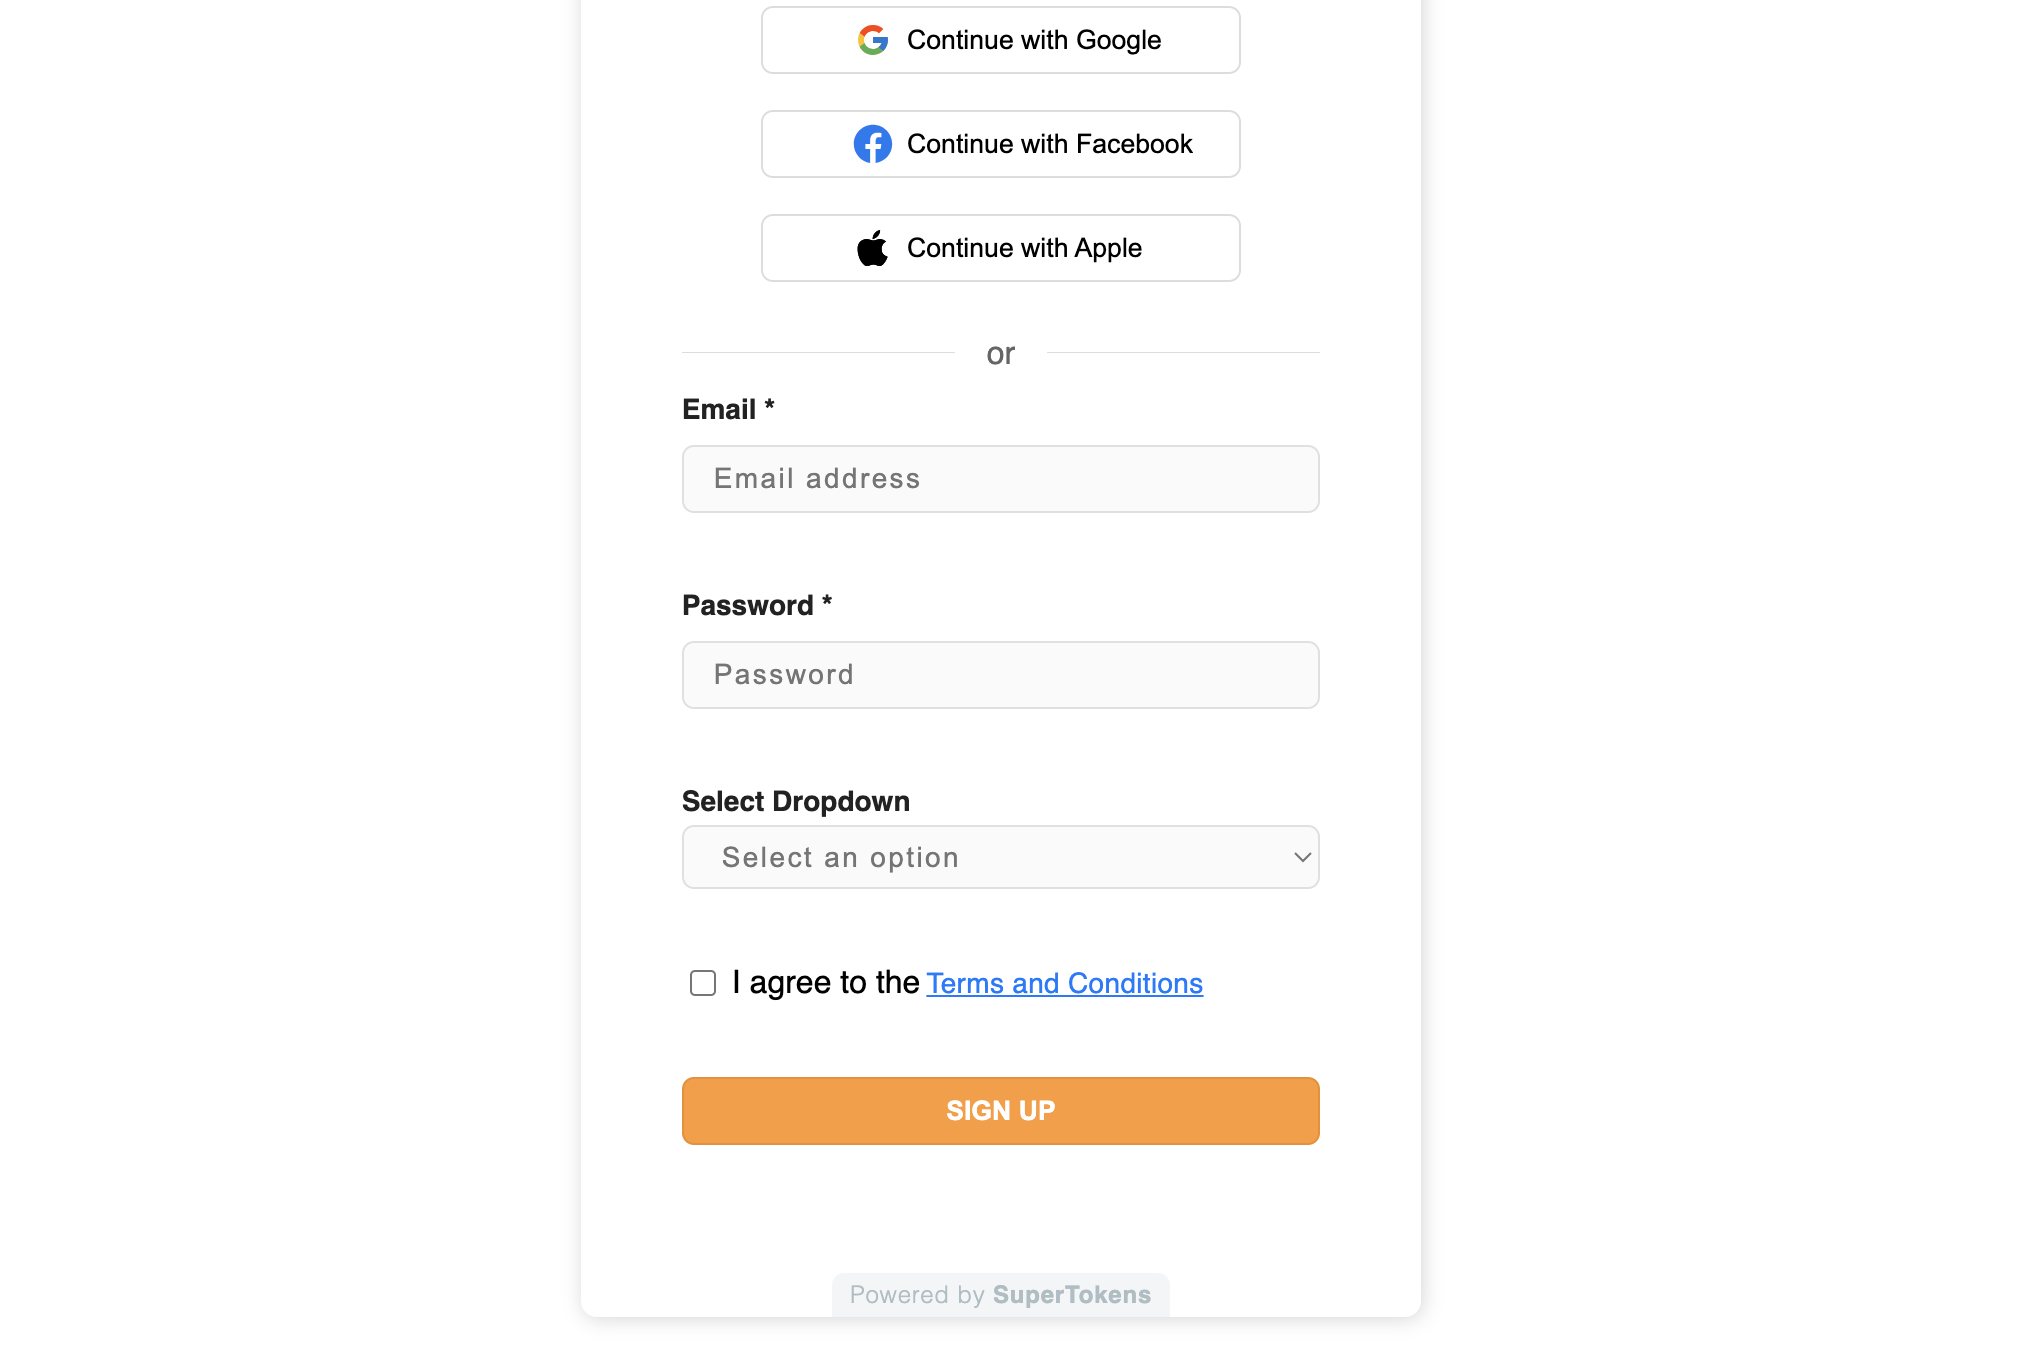 Continue with Google
Continue with Facebook
Continue with Apple
or
Email *
Email address
Password *
Password
Select Dropdown
Select an option
I agree to the Terms and Conditions
SIGN UP
Powered by SuperTokens